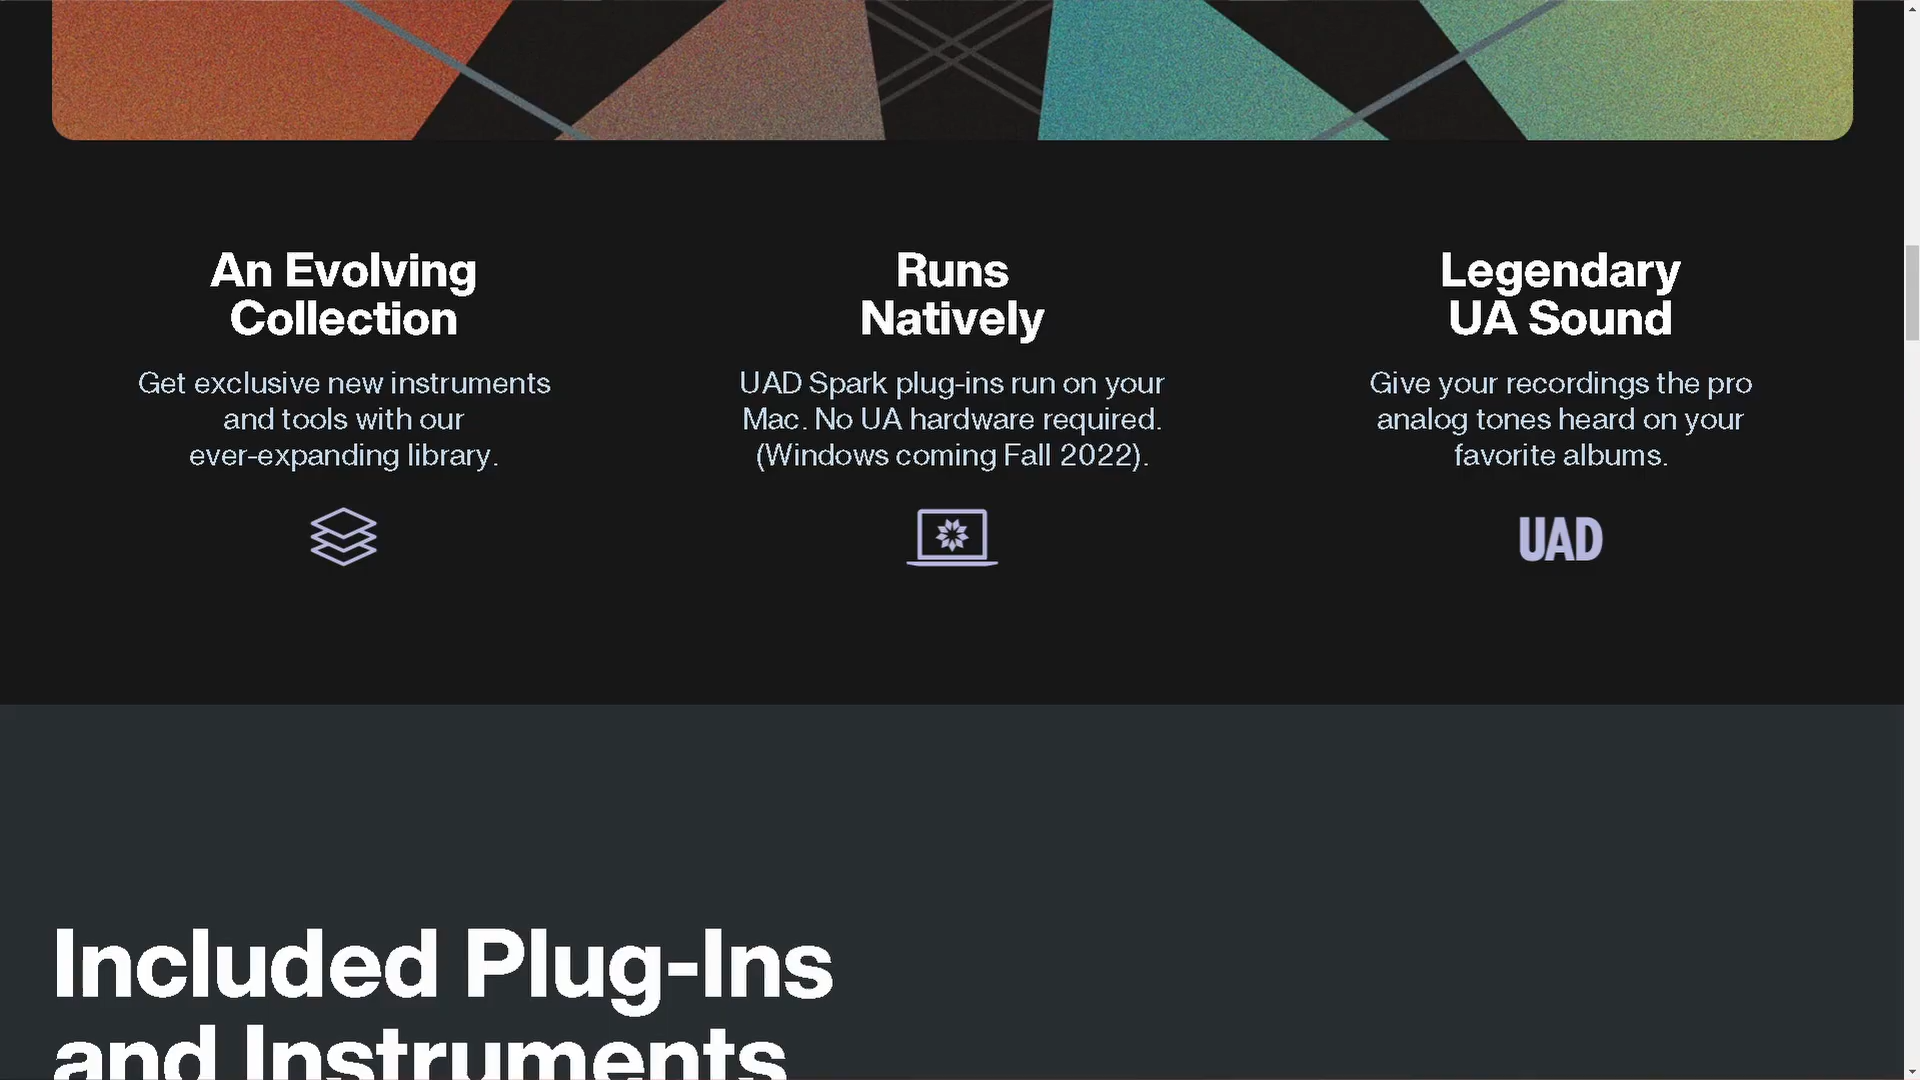 An Evolving
Collection
Get exclusive new instruments
and tools with our
ever-expanding library.
Runs
Natively
UAD Spark plug-ins run on your
Mac. No UA hardware required.
(Windows coming Fall 2022).
Legendary
UA Sound
Give your recordings the pro
analog tones heard on your
favorite albums.
UAD
Included Plug-Ins
and Instruments